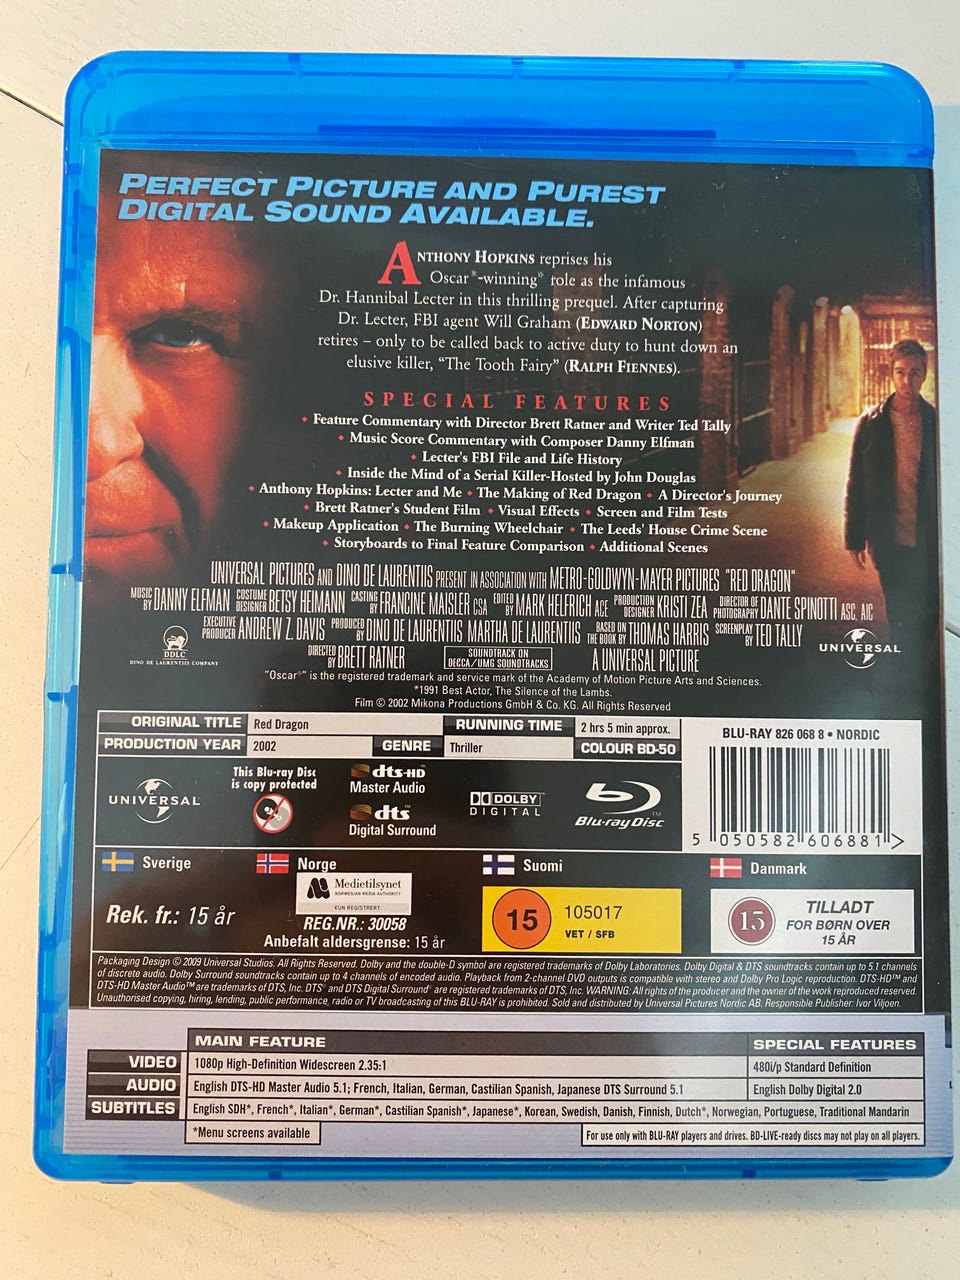 PERFECT PICTURE AND PUREST
DIGITAL SOUND AVAILABLE.
ANTHONY HOPKINS reprises his
Oscar®-winning* role as the infamous
Dr. Hannibal Lecter in this thrilling prequel. After capturing
Dr. Lecter, FBI agent Will Graham (EDWARD NORTON)
retires – only to be called back to active duty to hunt down an
elusive killer, “The Tooth Fairy” (RALPH FIENNES).
SPECIAL FEATURES
• Feature Commentary with Director Brett Ratner and Writer Ted Tally
• Music Score Commentary with Composer Danny Elfman
• Lecter's FBI File and Life History
• Inside the Mind of a Serial Killer-Hosted by John Douglas
• Anthony Hopkins: Lecter and Me • The Making of Red Dragon • A Director's Journey
• Brett Ratner's Student Film • Visual Effects • Screen and Film Tests
• Makeup Application • The Burning Wheelchair • The Leeds' House Crime Scene
• Storyboards to Final Feature Comparison • Additional Scenes
UNIVERSAL PICTURES AND DINO DE LAURENTIIS PRESENT IN ASSOCIATION WITH METRO-GOLDWYN-MAYER PICTURES "RED DRAGON"
MUSIC BY DANNY ELFMAN COSTUME DESIGNER BETSY HEIMANN CASTING BY FRANCINE MAISLER CSA EDITED BY MARK HELFRICH ACE PRODUCTION DESIGNER KRISTI ZEA DIRECTOR OF PHOTOGRAPHY DANTE SPINOTTI ASC, AIC
EXECUTIVE PRODUCER ANDREW Z. DAVIS PRODUCED BY DINO DE LAURENTIIS MARTHA DE LAURENTIIS BASED ON THE BOOK BY THOMAS HARRIS SCREENPLAY BY TED TALLY
DDLC
DINO DE LAURENTIIS COMPANY
DIRECTED BY BRETT RATNER
SOUNDTRACK ON
DECCA/UMG SOUNDTRACKS
A UNIVERSAL PICTURE
UNIVERSAL
"Oscar®" is the registered trademark and service mark of the Academy of Motion Picture Arts and Sciences.
*1991 Best Actor, The Silence of the Lambs.
Film © 2002 Mikona Productions GmbH & Co. KG. All Rights Reserved
ORIGINAL TITLE Red Dragon RUNNING TIME 2 hrs 5 min approx.
PRODUCTION YEAR 2002 GENRE Thriller COLOUR BD-50
BLU-RAY 826 068 8 • NORDIC
5 050582 606881 >
UNIVERSAL
This Blu-ray Disc
is copy protected
dts-HD
Master Audio
dts
Digital Surround
DOLBY
DIGITAL
Blu-ray Disc
Sverige
Norge
Suomi
Danmark
Rek. fr.: 15 år
Medietilsynet
NORWEGIAN MEDIA AUTHORITY
KUN REGISTRERT
REG.NR.: 30058
Anbefalt aldersgrense: 15 år
15
105017
VET / SFB
15
TILLADT
FOR BØRN OVER
15 ÅR
Packaging Design © 2009 Universal Studios. All Rights Reserved. Dolby and the double-D symbol are registered trademarks of Dolby Laboratories. Dolby Digital & DTS soundtracks contain up to 5.1 channels
of discrete audio. Dolby Surround soundtracks contain up to 4 channels of encoded audio. Playback from 2-channel DVD outputs is compatible with stereo and Dolby Pro Logic reproduction. DTS-HD™ and
DTS-HD Master Audio™ are trademarks of DTS, Inc. DTS® and DTS Digital Surround® are registered trademarks of DTS, Inc. WARNING: All rights of the producer and the owner of the work reproduced reserved.
Unauthorised copying, hiring, lending, public performance, radio or TV broadcasting of this BLU-RAY is prohibited. Sold and distributed by Universal Pictures Nordic AB. Responsible Publisher: Ivor Viljoen.
MAIN FEATURE SPECIAL FEATURES
VIDEO 1080p High-Definition Widescreen 2.35:1 480i/p Standard Definition
AUDIO English DTS-HD Master Audio 5.1; French, Italian, German, Castilian Spanish, Japanese DTS Surround 5.1 English Dolby Digital 2.0
SUBTITLES English SDH*, French*, Italian*, German*, Castilian Spanish*, Japanese*, Korean, Swedish, Danish, Finnish, Dutch*, Norwegian, Portuguese, Traditional Mandarin
*Menu screens available
For use only with BLU-RAY players and drives. BD-LIVE-ready discs may not play on all players.